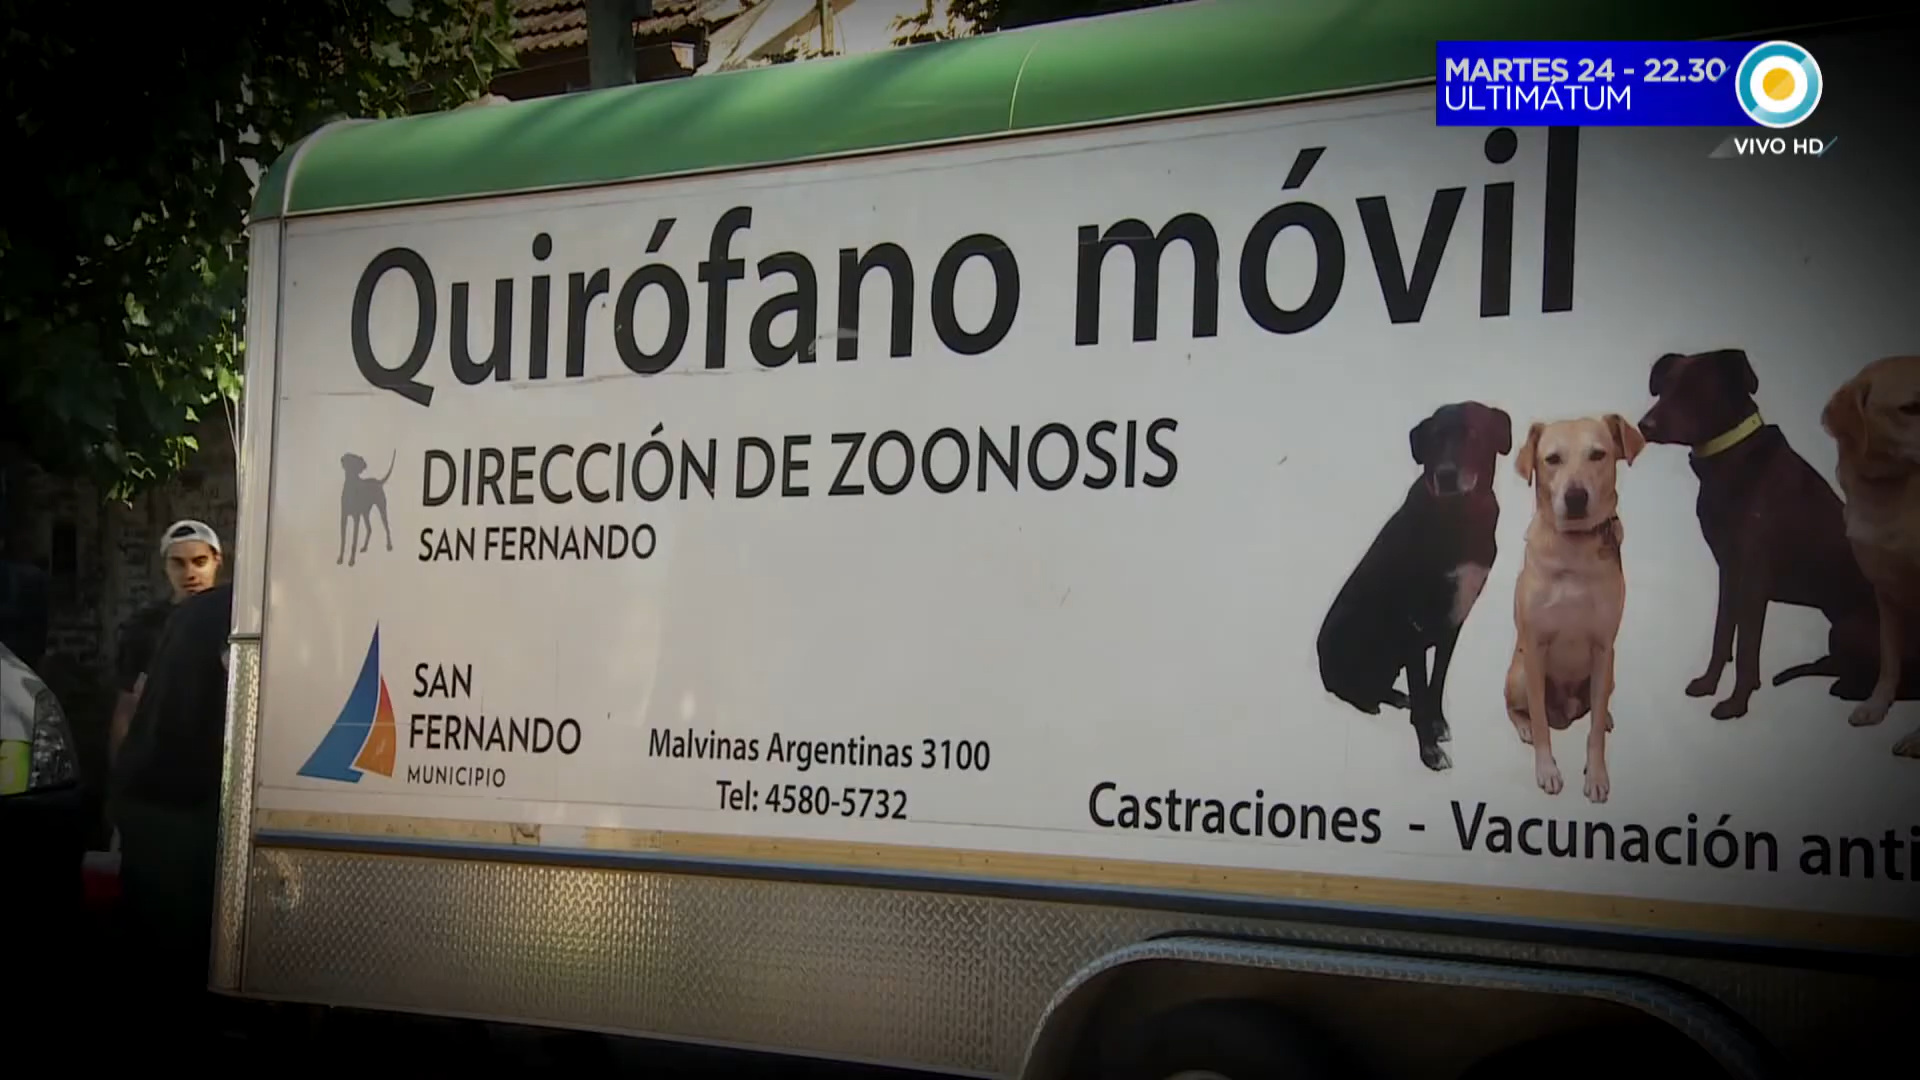 MARTES 24 - 22.30
ULTIMÁTUM
VIVO HD
Quirófano móvil
DIRECCIÓN DE ZOONOSIS
SAN FERNANDO
SAN
FERNANDO
MUNICIPIO
Malvinas Argentinas 3100
Tel: 4580-5732
Castraciones - Vacunación anti